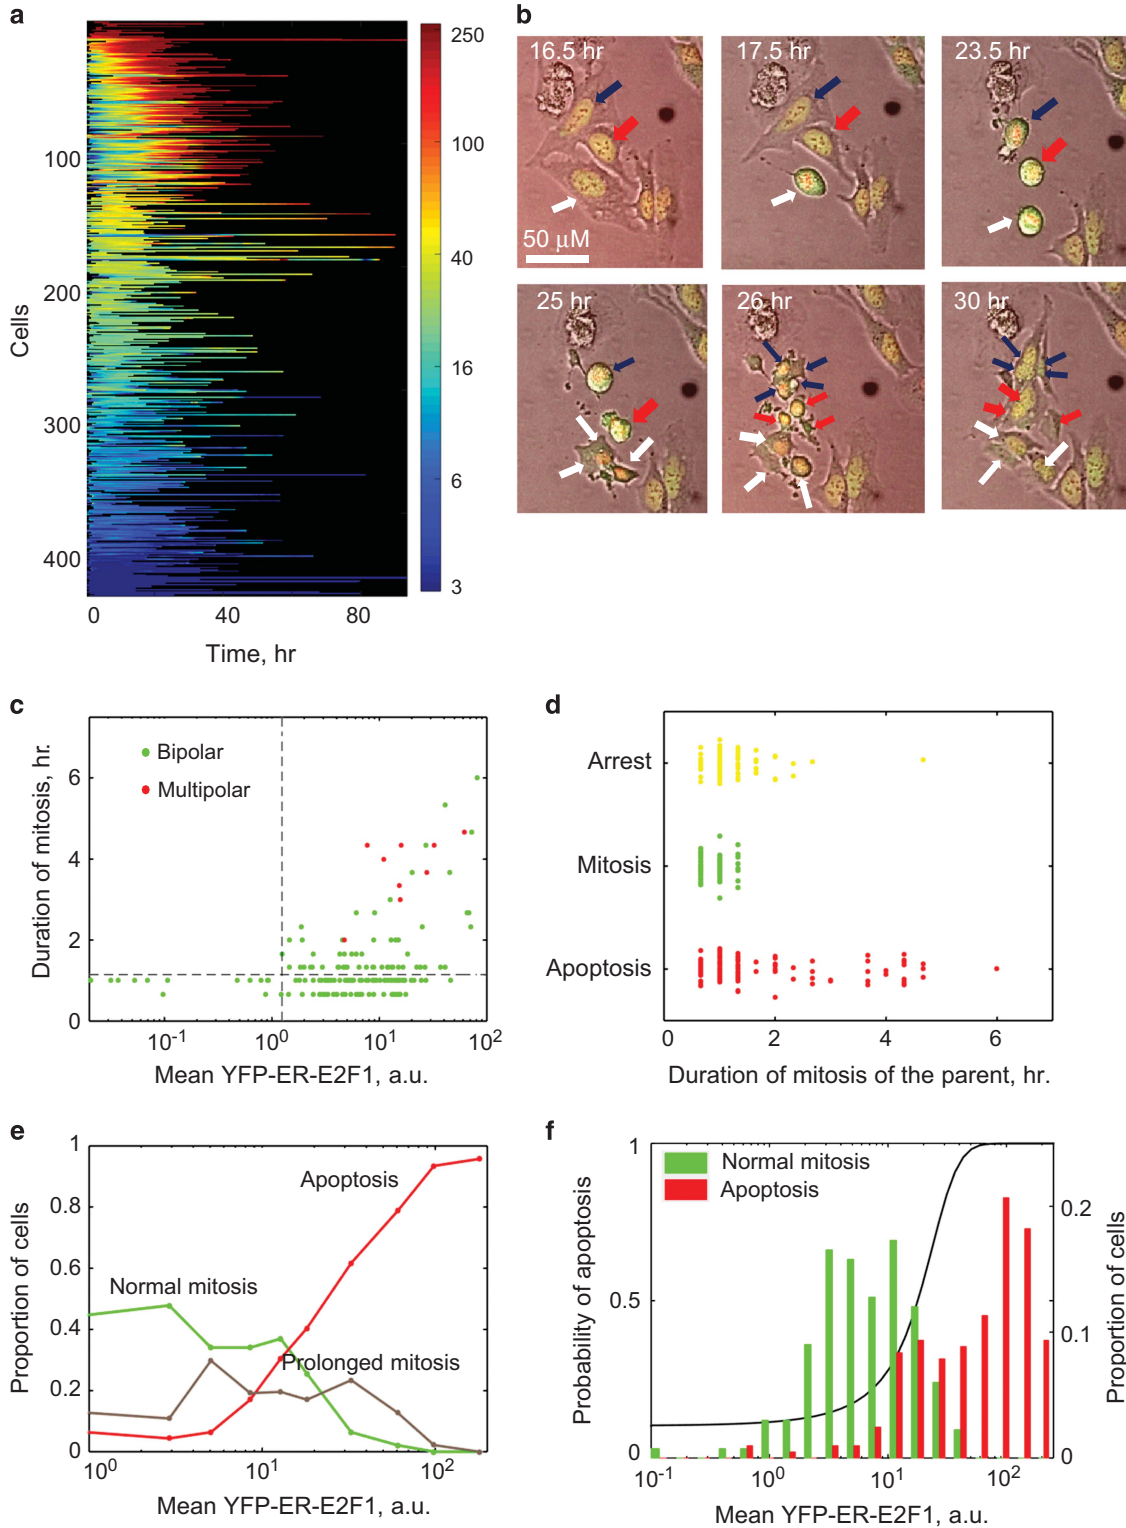 a
250
100
40
16
6
3
100
200
300
400
Cells
0 40 80
Time, hr
b
16.5 hr
17.5 hr
23.5 hr
50 µM
25 hr
26 hr
30 hr
c
Bipolar
Multipolar
6
4
2
0
Duration of mitosis, hr.
10-1 100 101 102
Mean YFP-ER-E2F1, a.u.
d
Arrest
Mitosis
Apoptosis
0 2 4 6
Duration of mitosis of the parent, hr.
e
1
0.8
0.6
0.4
0.2
0
Proportion of cells
Apoptosis
Normal mitosis
Prolonged mitosis
100 101 102
Mean YFP-ER-E2F1, a.u.
f
Normal mitosis
Apoptosis
1
0.5
0
Probability of apoptosis
0.2
0.1
0
Proportion of cells
10-1 100 101 102
Mean YFP-ER-E2F1, a.u.